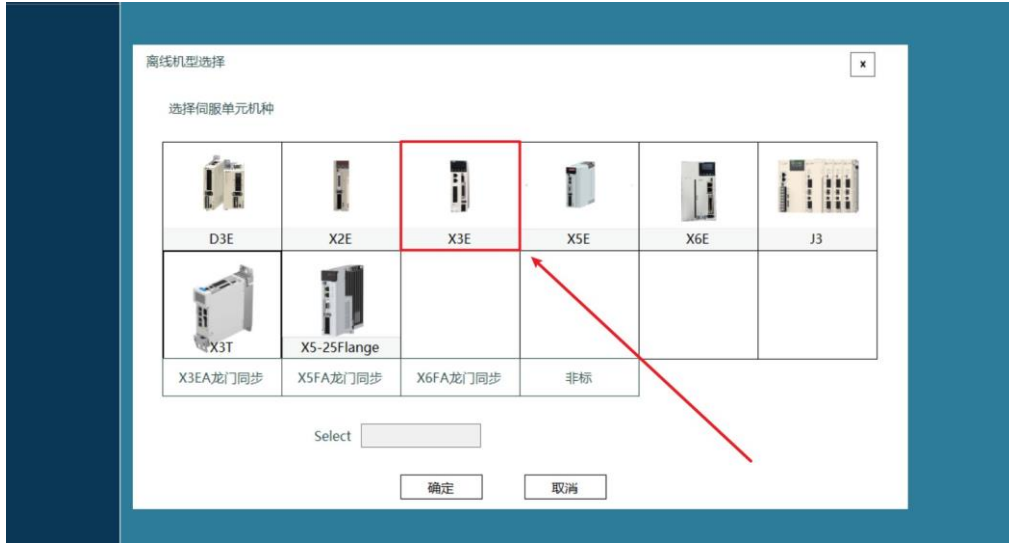 离线机型选择
x
选择伺服单元机种
D3E X2E X3E X5E X6E J3
X3T X5-25Flange
X3EA龙门同步 X5FA龙门同步 X6FA龙门同步 非标
Select
确定 取消